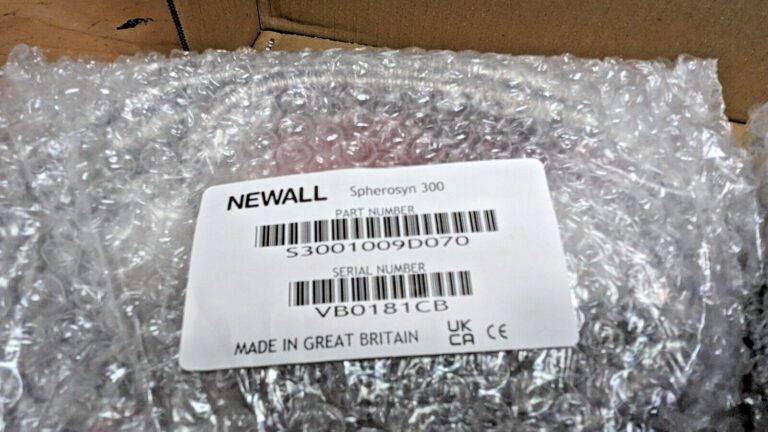 NEWALL Spherosyn 300
PART NUMBER
S3001009D070
SERIAL NUMBER
VB0181CB
MADE IN GREAT BRITAIN UK CA CE